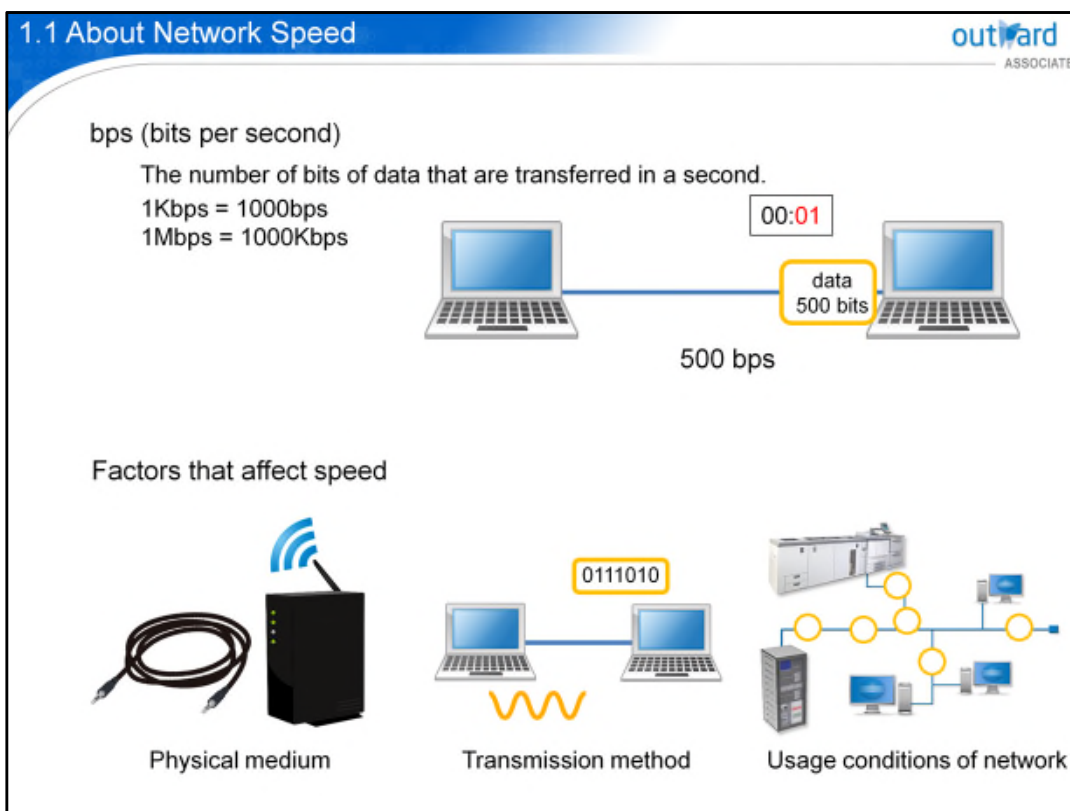 1.1 About Network Speed
outward
ASSOCIATE
bps (bits per second)
The number of bits of data that are transferred in a second.
1Kbps = 1000bps
1Mbps = 1000Kbps
00:01
data
500 bits
500 bps
Factors that affect speed
0111010
Physical medium
Transmission method
Usage conditions of network